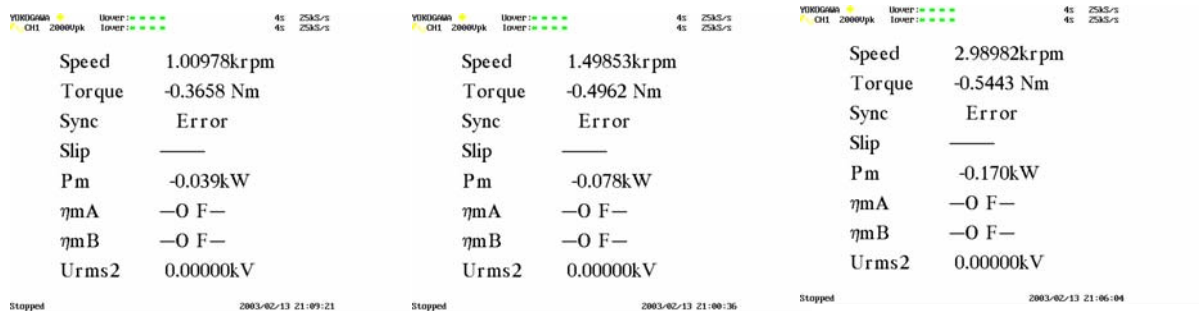 YOKOGAWA Uover: 4s 25kS/s
CH1 2000Vpk Iover: 4s 25kS/s
Speed 1.00978krpm
Torque -0.3658 Nm
Sync Error
Slip ——
Pm -0.039kW
ηmA —O F—
ηmB —O F—
Urms2 0.00000kV
Stopped 2003/02/13 21:09:21
YOKOGAWA Uover: 4s 25kS/s
CH1 2000Vpk Iover: 4s 25kS/s
Speed 1.49853krpm
Torque -0.4962 Nm
Sync Error
Slip ——
Pm -0.078kW
ηmA —O F—
ηmB —O F—
Urms2 0.00000kV
Stopped 2003/02/13 21:00:36
YOKOGAWA Uover: 4s 25kS/s
CH1 2000Vpk Iover: 4s 25kS/s
Speed 2.98982krpm
Torque -0.5443 Nm
Sync Error
Slip ——
Pm -0.170kW
ηmA —O F—
ηmB —O F—
Urms2 0.00000kV
Stopped 2003/02/13 21:06:04